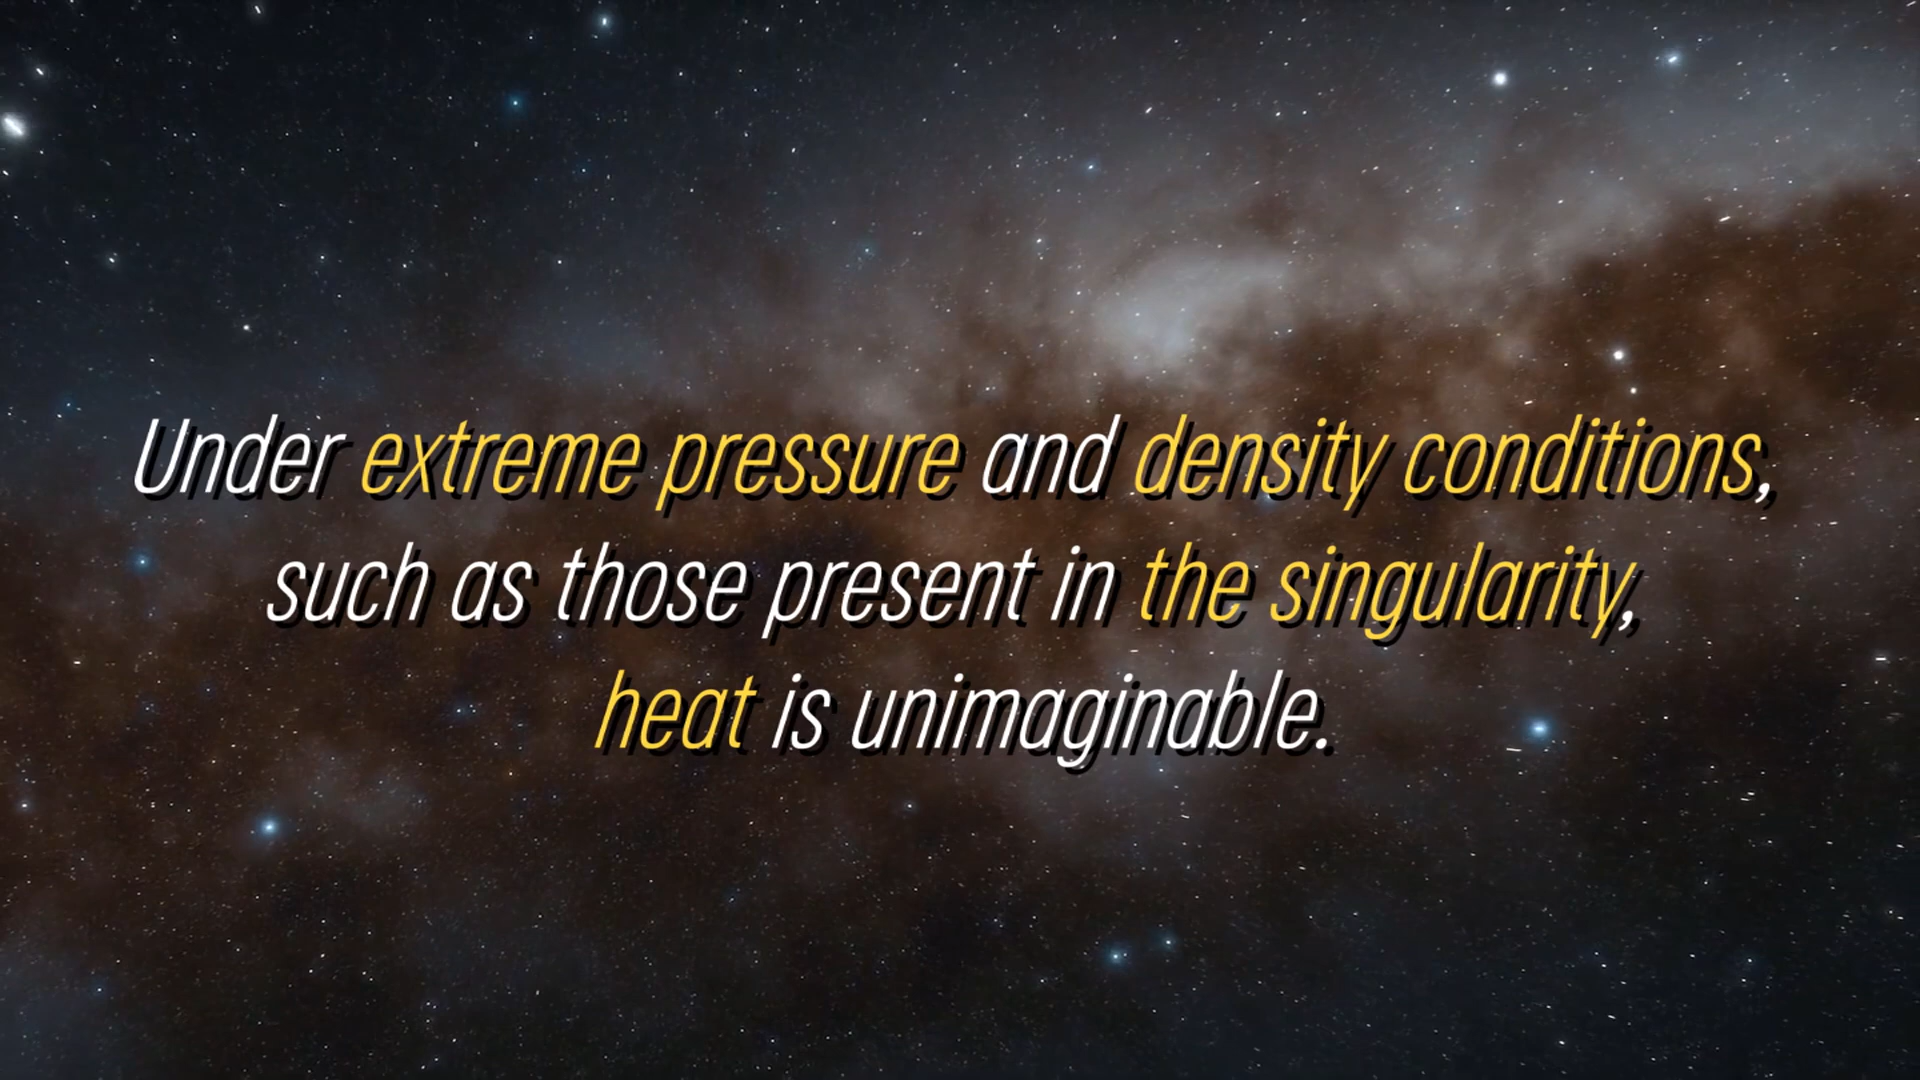 Under extreme pressure and density conditions,
such as those present in the singularity,
heat is unimaginable.